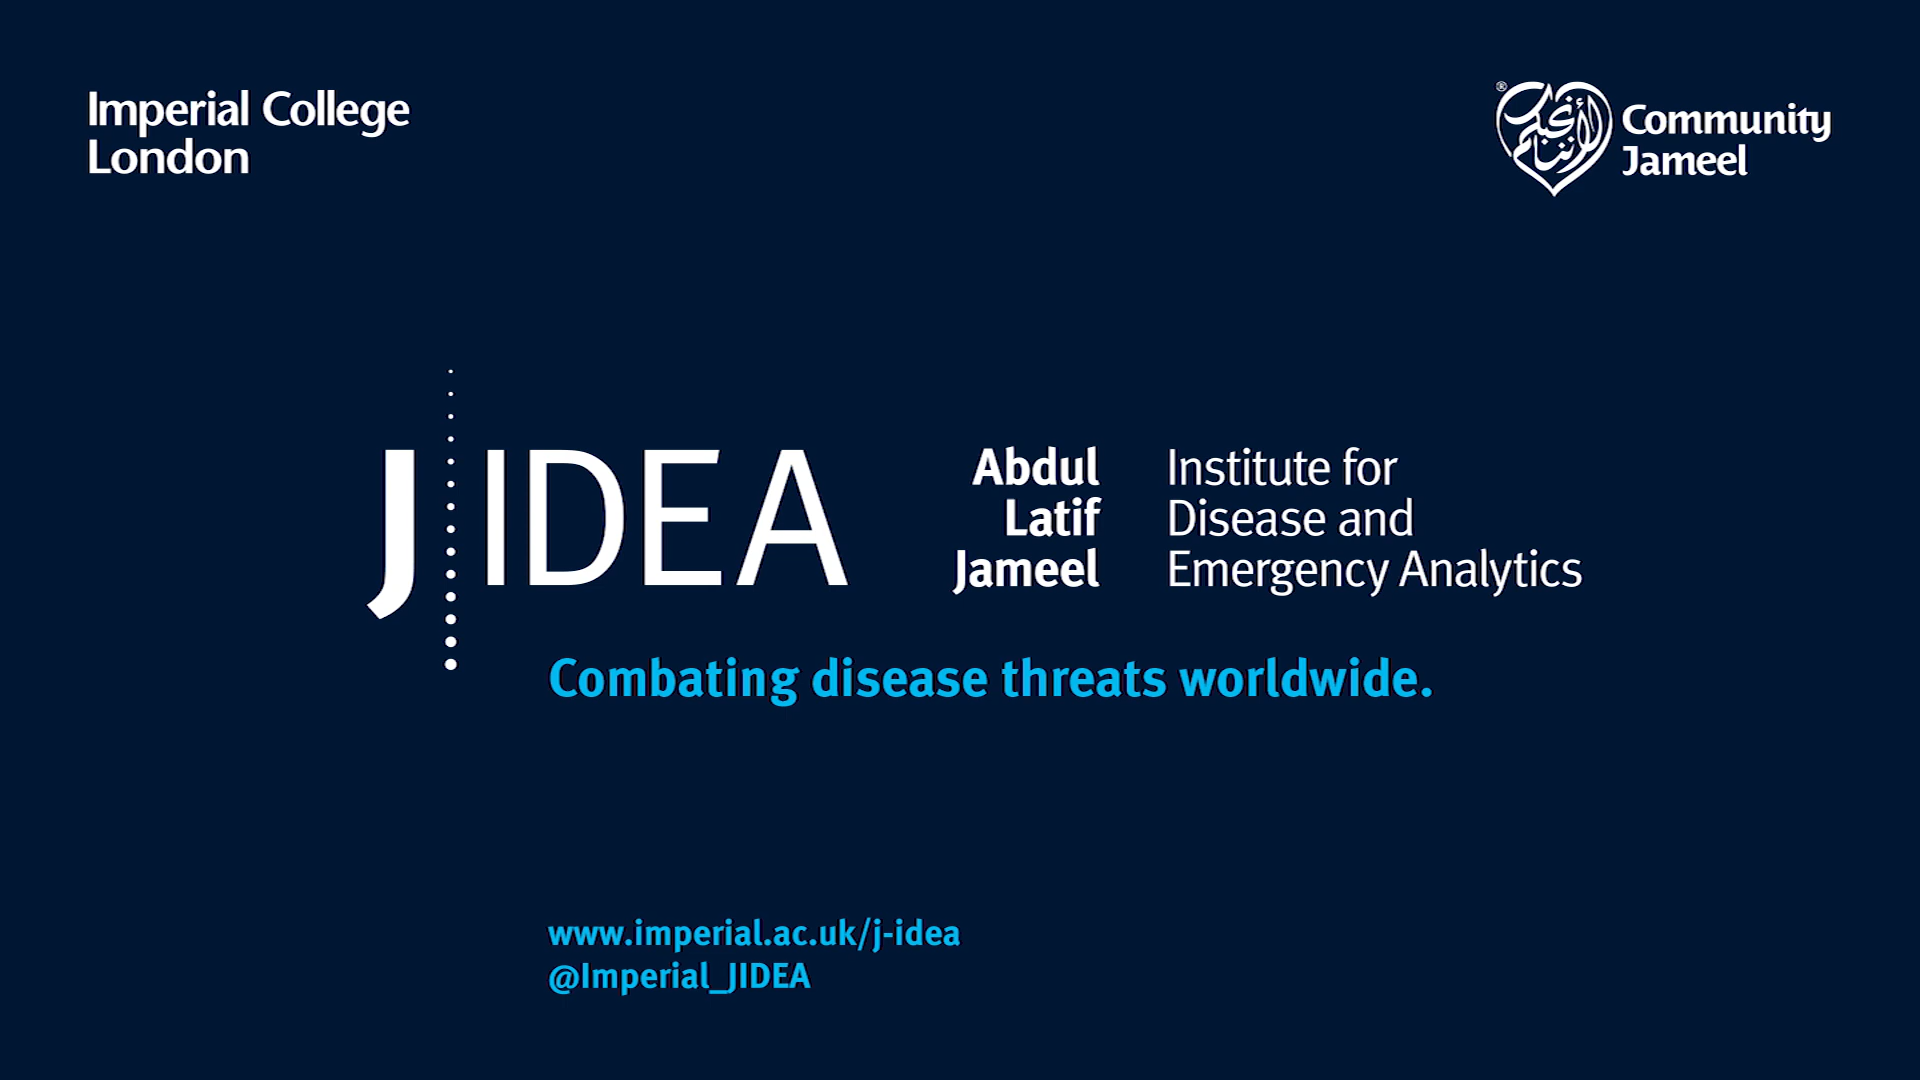 Imperial College
London
®
Community
Jameel
J IDEA
Abdul
Latif
Jameel
Institute for
Disease and
Emergency Analytics
Combating disease threats worldwide.
www.imperial.ac.uk/j-idea
@Imperial_JIDEA